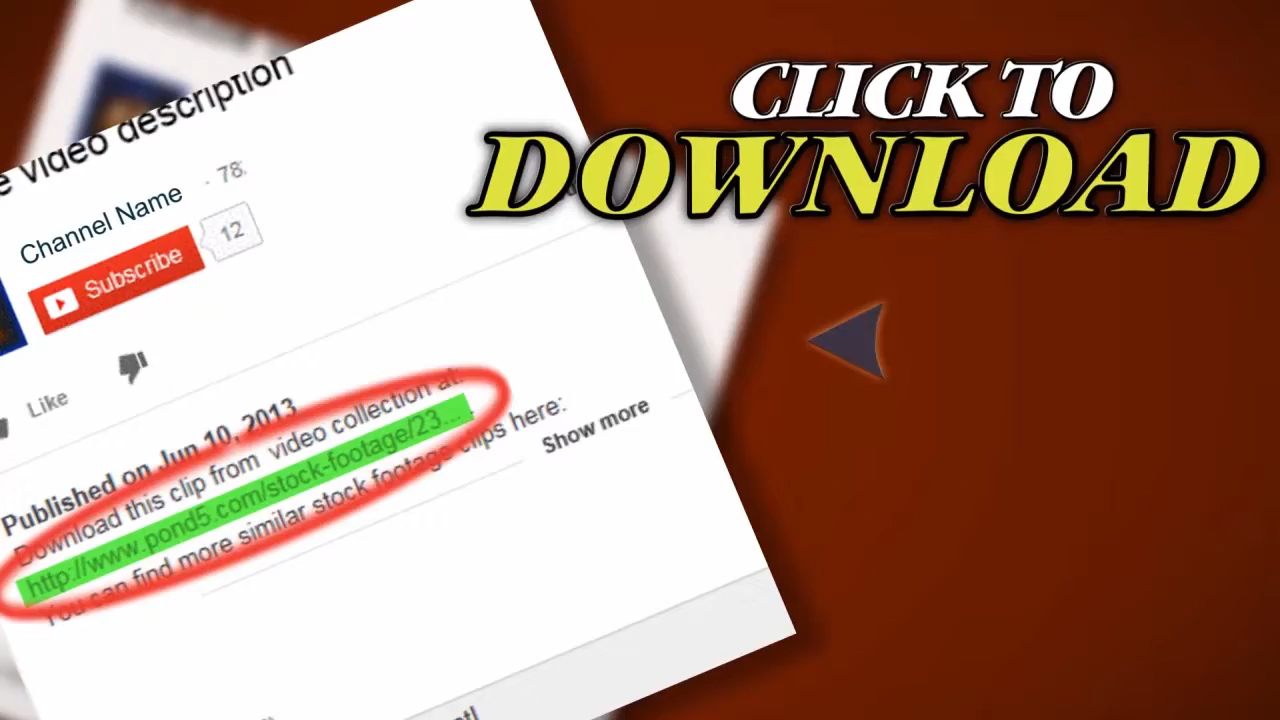 CLICK TO
DOWNLOAD
video description
Channel Name
Subscribe
12
Like
Published on Jun 10, 2013
Download this clip from video collection at:
http://www.pond5.com/stock-footage/23...
You can find more similar stock footage clips here:
Show more